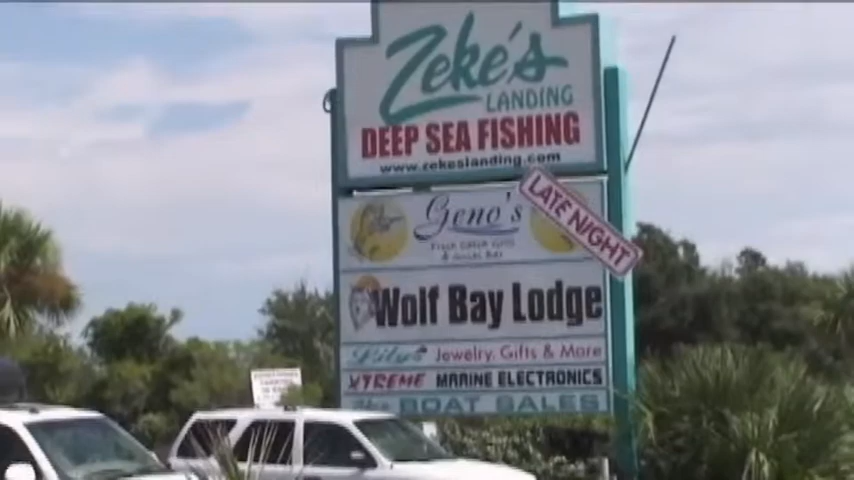 Zeke's
LANDING
DEEP SEA FISHING
www.zekeslanding.com
LATE NIGHT
Geno's
Wolf Bay Lodge
Jewelry, Gifts & More
XTREME MARINE ELECTRONICS
BOAT SALES